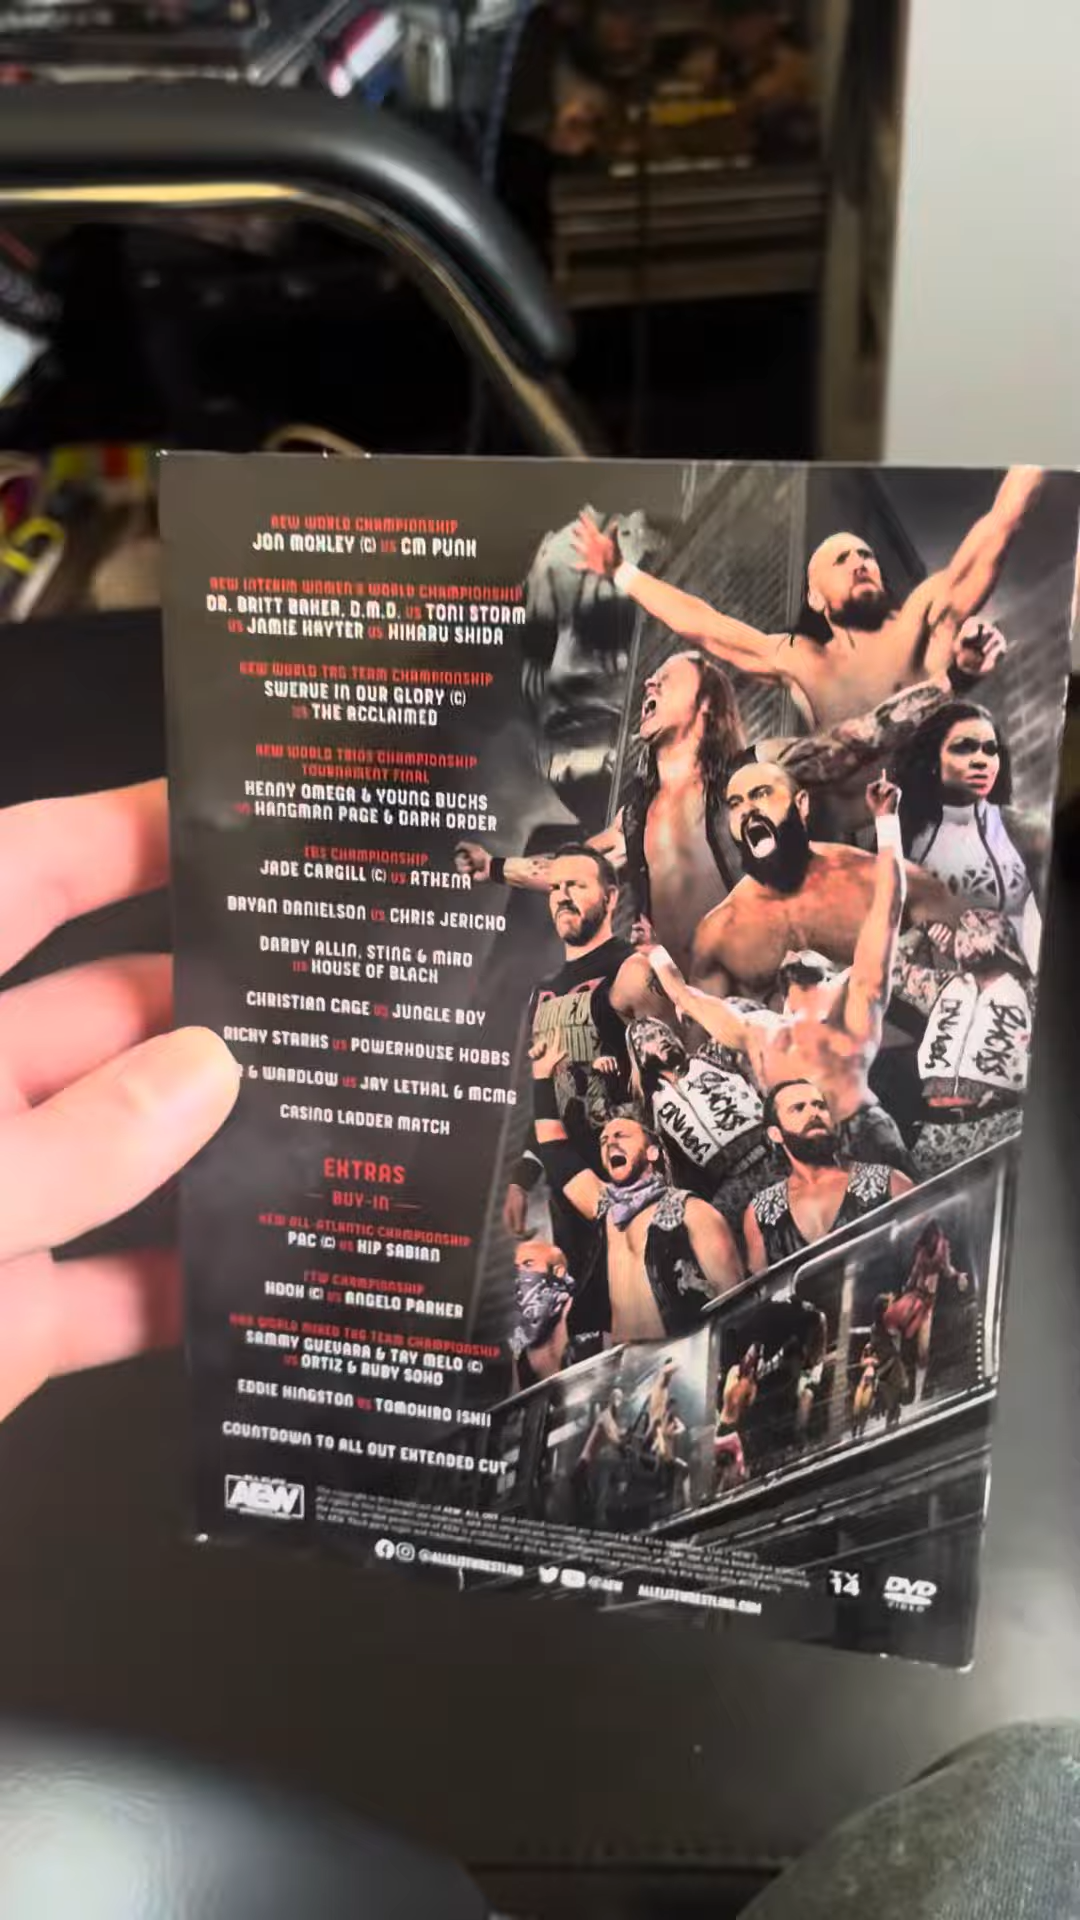 AEW WORLD CHAMPIONSHIP
JON MOXLEY (C) VS CM PUNK
AEW INTERIM WOMEN'S WORLD CHAMPIONSHIP
DR. BRITT BAKER, D.M.D. VS TONI STORM
VS JAMIE HAYTER VS HIKARU SHIDA
AEW WORLD TAG TEAM CHAMPIONSHIP
SWERVE IN OUR GLORY (C)
VS THE ACCLAIMED
AEW WORLD TRIOS CHAMPIONSHIP
TOURNAMENT FINAL
KENNY OMEGA & YOUNG BUCKS
VS HANGMAN PAGE & DARK ORDER
TBS CHAMPIONSHIP
JADE CARGILL (C) VS ATHENA
BRYAN DANIELSON VS CHRIS JERICHO
DARBY ALLIN, STING & MIRO
VS HOUSE OF BLACK
CHRISTIAN CAGE VS JUNGLE BOY
RICKY STARKS VS POWERHOUSE HOBBS
R & WARDLOW VS JAY LETHAL & MCMG
CASINO LADDER MATCH
EXTRAS
BUY-IN
AEW ALL-ATLANTIC CHAMPIONSHIP
PAC (C) VS KIP SABIAN
FTW CHAMPIONSHIP
HOOK (C) VS ANGELO PARKER
AAA WORLD MIXED TAG TEAM CHAMPIONSHIP
SAMMY GUEVARA & TAY MELO (C)
VS ORTIZ & RUBY SOHO
EDDIE KINGSTON VS TOMOHIRO ISHII
COUNTDOWN TO ALL OUT EXTENDED CUT
AEW
@ALLELITEWRESTLING @AEW ALLELITEWRESTLING.COM
TV 14
DVD VIDEO